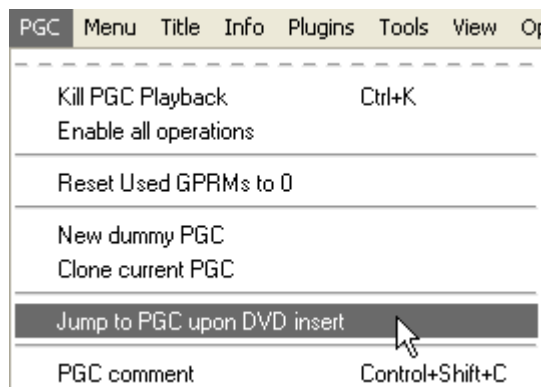 PGC Menu Title Info Plugins Tools View
Kill PGC Playback Ctrl+K
Enable all operations
Reset Used GPRMs to 0
New dummy PGC
Clone current PGC
Jump to PGC upon DVD insert
PGC comment Control+Shift+C